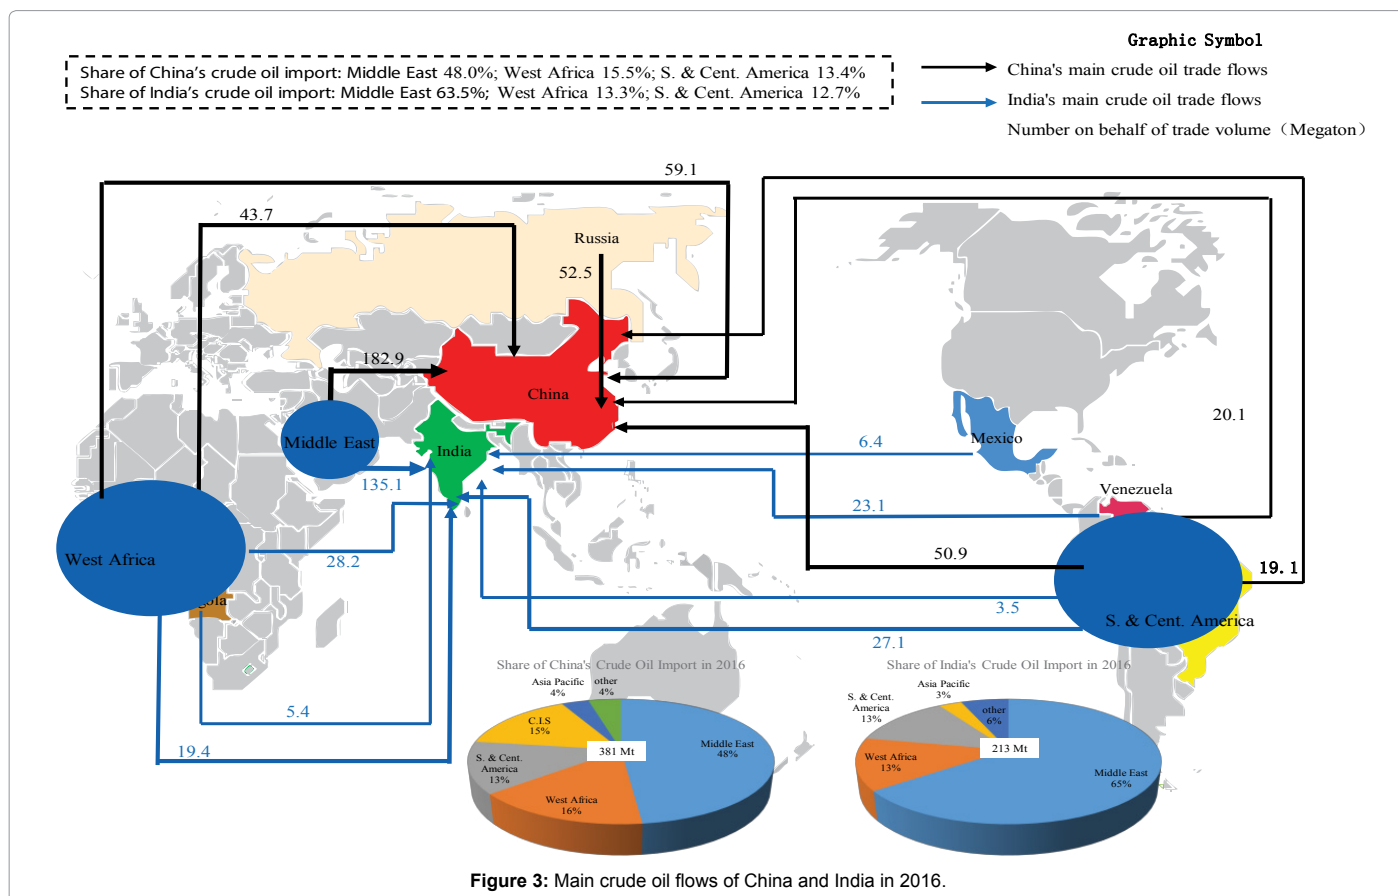 Graphic Symbol
Share of China's crude oil import: Middle East 48.0%; West Africa 15.5%; S. & Cent. America 13.4%
Share of India's crude oil import: Middle East 63.5%; West Africa 13.3%; S. & Cent. America 12.7%
China's main crude oil trade flows
India's main crude oil trade flows
Number on behalf of trade volume（Megaton）
59.1
43.7
Russia
52.5
182.9
China
20.1
Middle East
India
6.4
Mexico
135.1
Venezuela
23.1
West Africa
28.2
50.9
19.1
gola
3.5
S. & Cent. America
27.1
5.4
19.4
Share of China's Crude Oil Import in 2016
Asia Pacific
4%
other
4%
C.I.S
15%
381 Mt
Middle East
48%
S. & Cent.
America
13%
West Africa
16%
Share of India's Crude Oil Import in 2016
Asia Pacific
3%
S. & Cent.
America
13%
other
6%
213 Mt
West Africa
13%
Middle East
65%
Figure 3: Main crude oil flows of China and India in 2016.